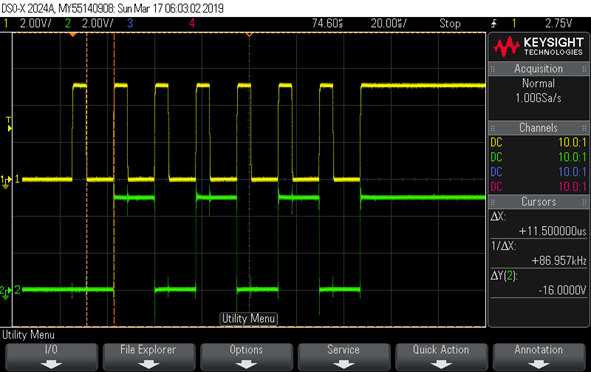 DSO-X 2024A, MY55140908: Sun Mar 17 06:03:02 2019
1 2.00V/ 2 2.00V/ 3 4 74.60s 20.00s/ Stop 1 2.75V
KEYSIGHT
TECHNOLOGIES
Acquisition
Normal
1.00GSa/s
Channels
DC 10.0:1
DC 10.0:1
DC 10.0:1
DC 10.0:1
Cursors
ΔX:
+11.500000us
1/ΔX:
+86.957kHz
ΔY(2):
-16.0000V
T
1 1
2 2
Utility Menu
Utility Menu
I/O File Explorer Options Service Quick Action Annotation